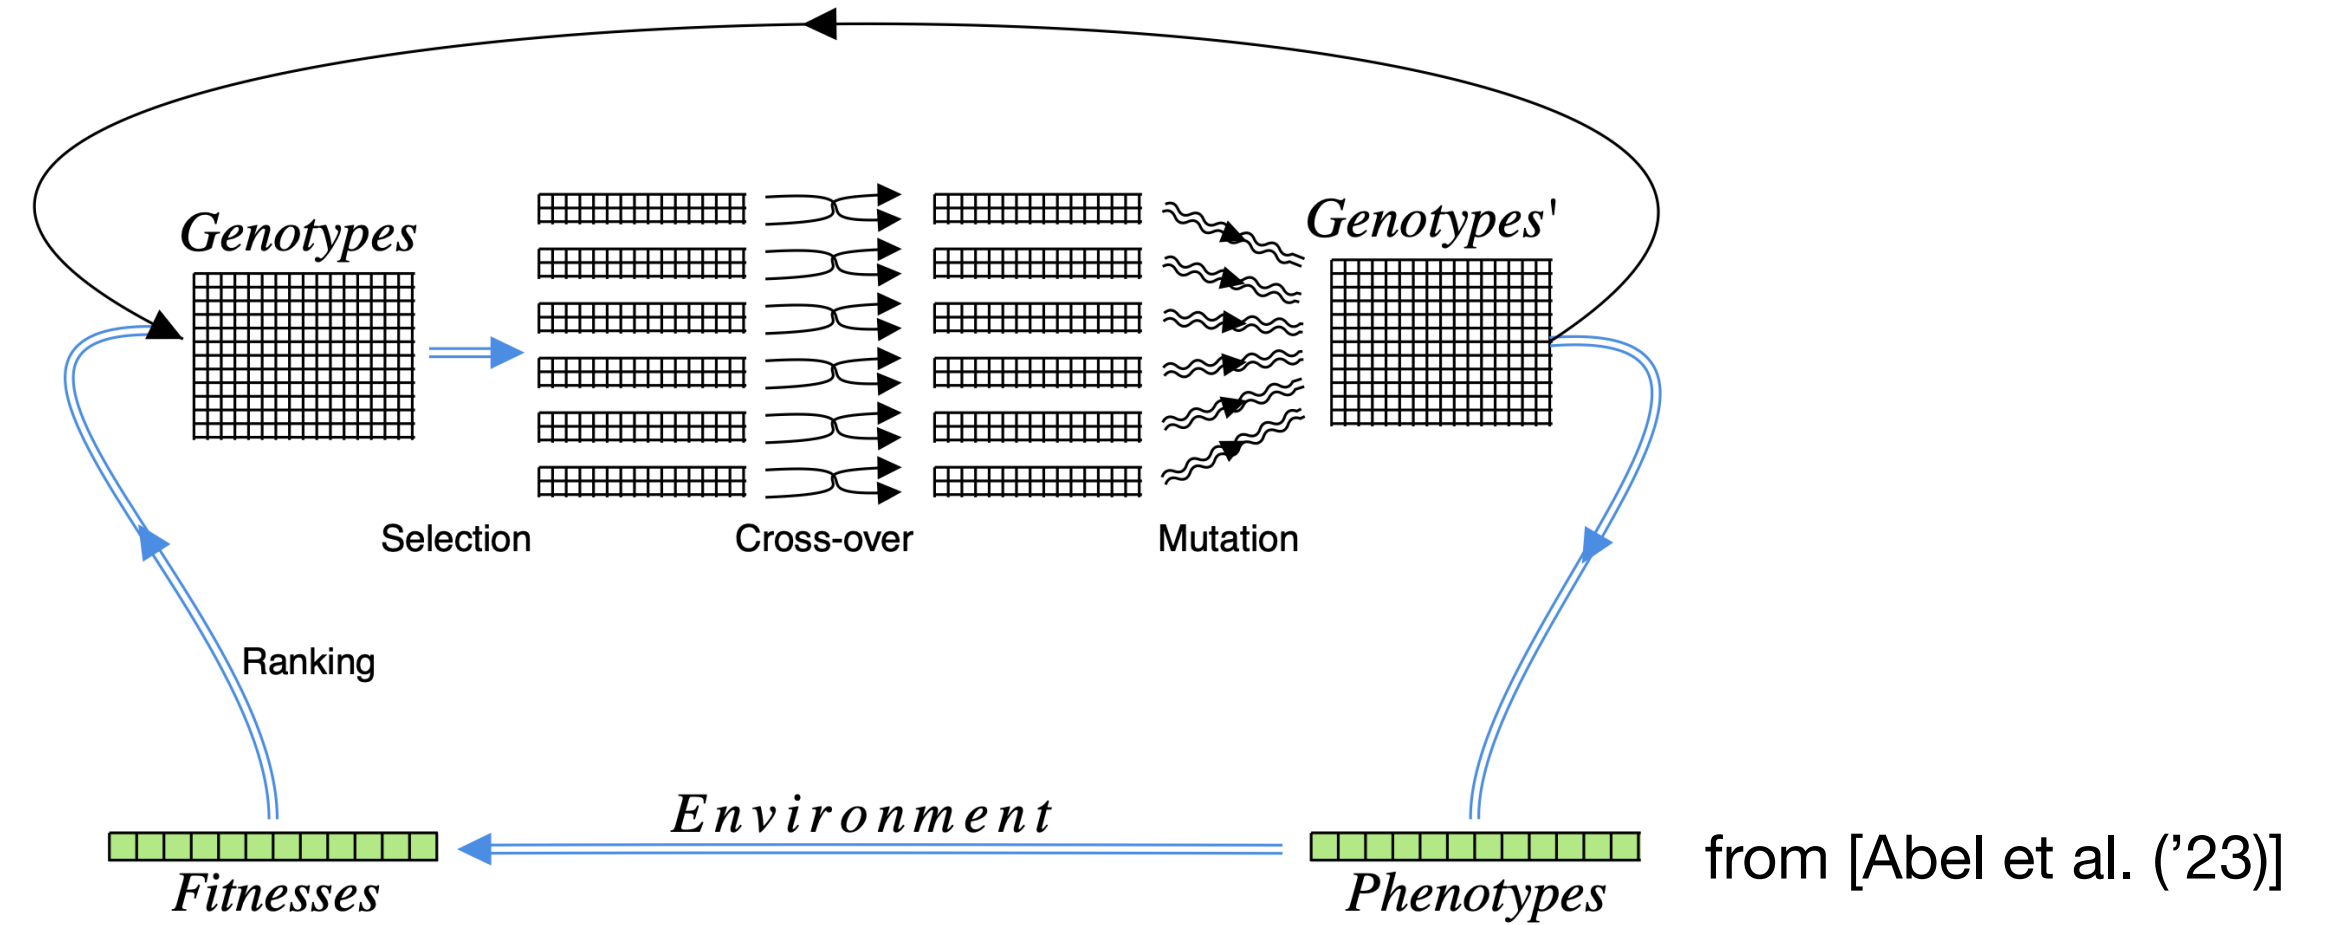 Genotypes
Genotypes'
Selection
Cross-over
Mutation
Ranking
Environment
Fitnesses
Phenotypes
from [Abel et al. (’23)]